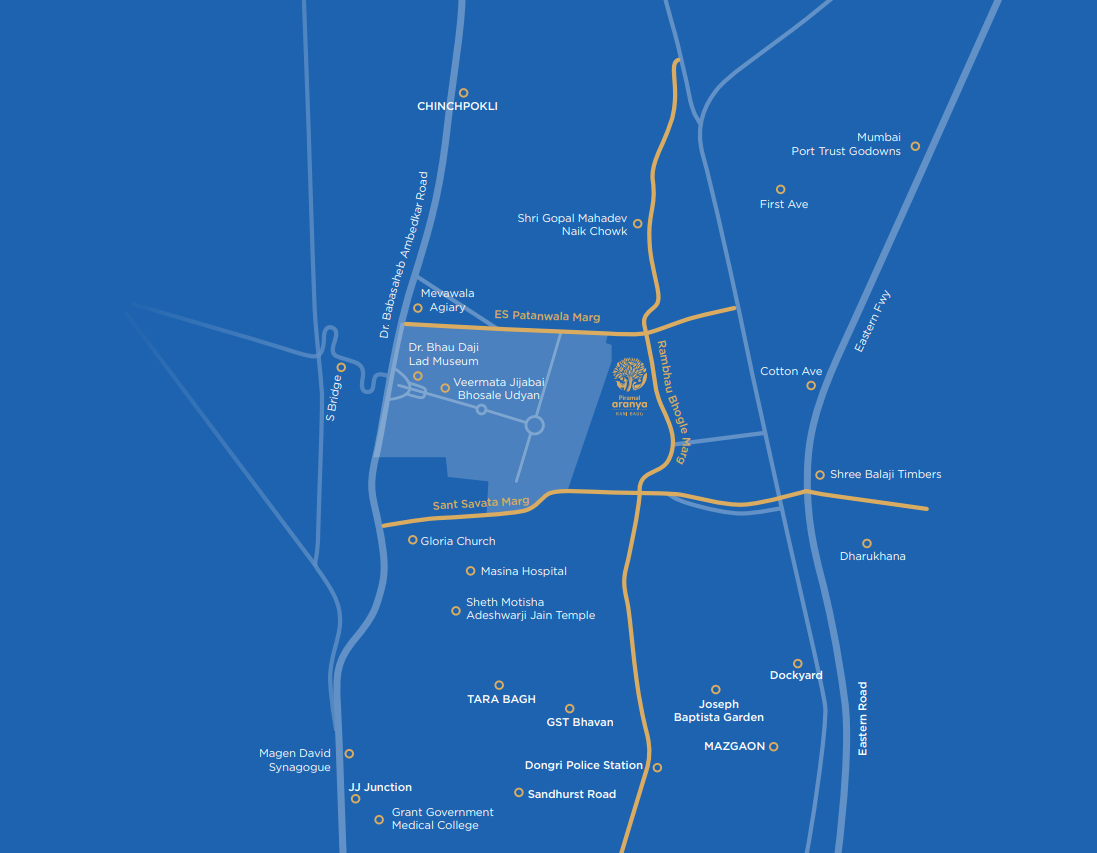 CHINCHPOKLI
Mumbai
Port Trust Godowns
First Ave
Dr. Babasaheb Ambedkar Road
Shri Gopal Mahadev
Naik Chowk
Mevawala
Agiary
ES Patanwala Marg
Eastern Fwy
Dr. Bhau Daji
Lad Museum
Veermata Jijabai
Bhosale Udyan
S Bridge
Piramal
aranya
RANI BAUG
Rambhau Bhogle Marg
Cotton Ave
Shree Balaji Timbers
Sant Savata Marg
Gloria Church
Dharukhana
Masina Hospital
Sheth Motisha
Adeshwarji Jain Temple
Dockyard
TARA BAGH
GST Bhavan
Joseph
Baptista Garden
Eastern Road
MAZGAON
Magen David
Synagogue
Dongri Police Station
JJ Junction
Sandhurst Road
Grant Government
Medical College